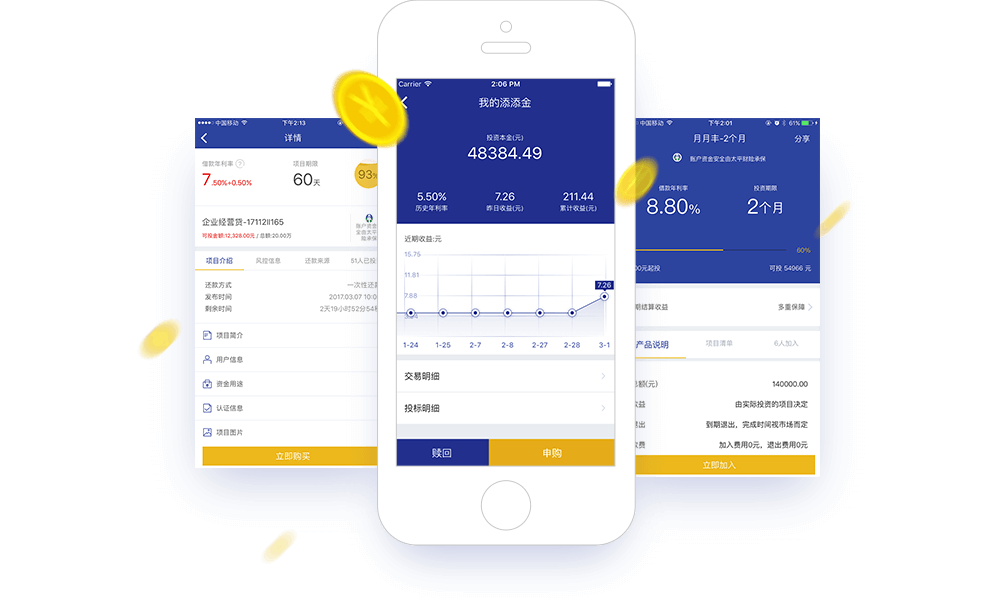 中国移动
下午2:13
详情
借款年利率 ?
项目期限
7.50%+0.50%
60天
93%
企业经营贷-17112II165
可投金额:12,328.00元 / 总额:20.00万
账户资金
全由太平
险承保
项目介绍
风控信息
还款来源
51人已投
还款方式
一次性还
发布时间
2017.03.07 10:0
剩余时间
2天19小时52分54秒
项目简介
用户信息
资金用途
认证信息
项目图片
立即购买
Carrier
2:06 PM
我的添添金
投资本金(元)
48384.49
5.50%
7.26
211.44
历史年利率
昨日收益(元)
累计收益(元)
近期收益:元
15.75
11.81
7.88
3.94
7.26
1-24
1-25
2-7
2-8
2-27
2-28
3-1
交易明细
投标明细
赎回
申购
中国移动
下午2:01
61%
月月丰-2个月
分享
账户资金安全由太平财险承保
借款年利率
投资期限
8.80%
2个月
60%
00元起投
可投 54966 元
期结算收益
多重保障
产品说明
项目清单
6人加入
总额(元)
140000.00
收益
由实际投资的项目决定
退出
到期退出，完成时间视市场而定
费
加入费用0元，退出费用0元
立即加入